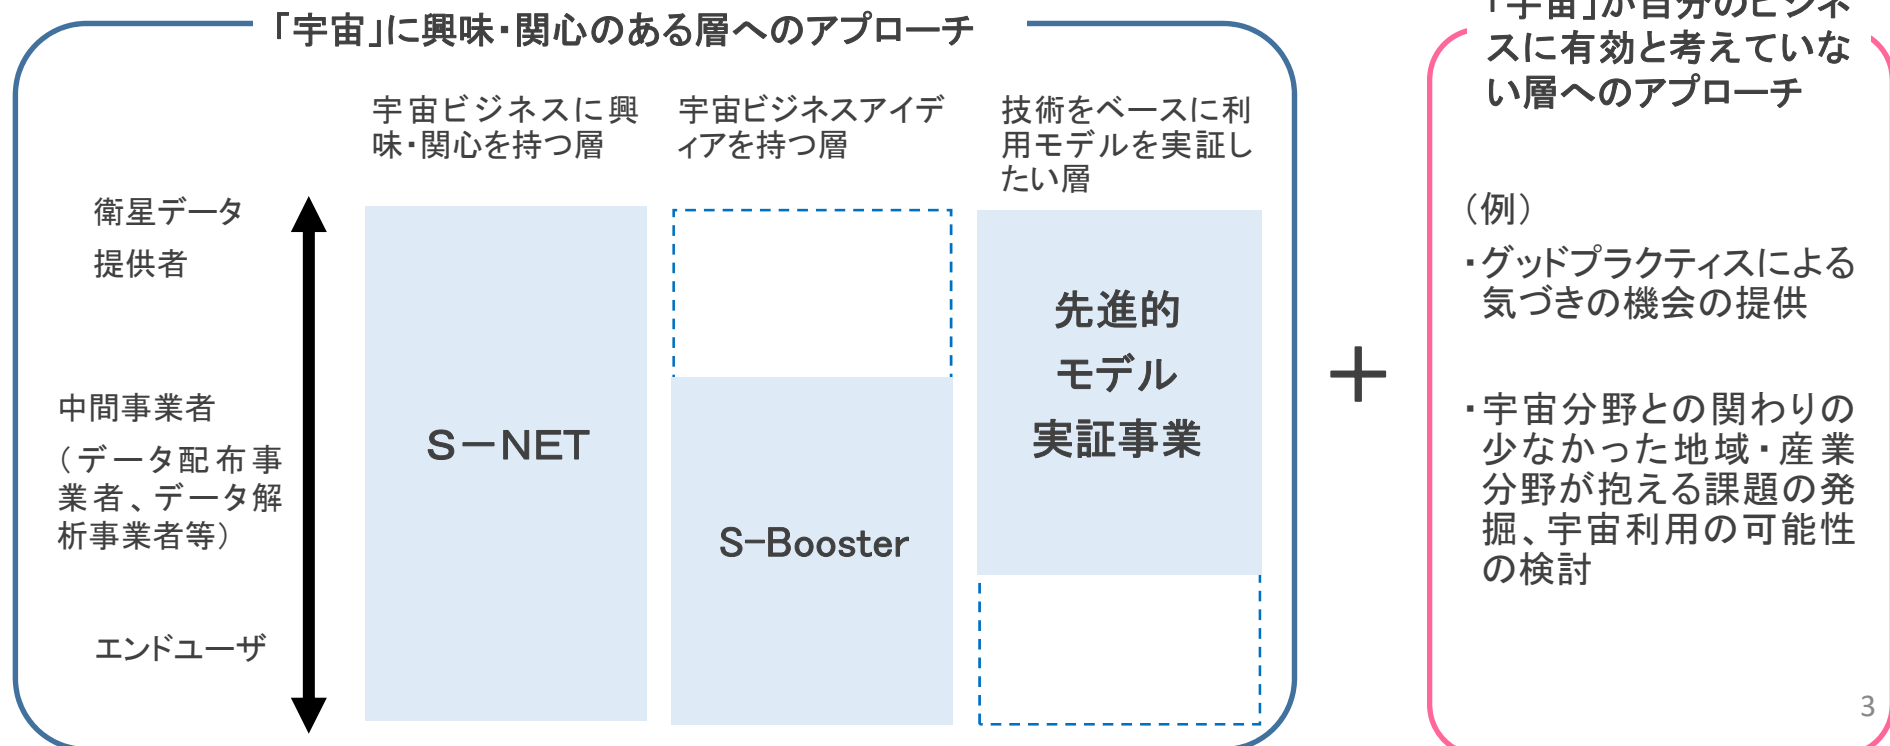 「宇宙」に興味・関心のある層へのアプローチ
宇宙ビジネスに興
味・関心を持つ層
宇宙ビジネスアイデ
ィアを持つ層
技術をベースに利
用モデルを実証し
たい層
衛星データ
提供者
中間事業者
（データ配布事
業者、データ解
析事業者等）
エンドユーザ
S－NET
S-Booster
先進的
モデル
実証事業
＋
「宇宙」が自分のビジネ
スに有効と考えていな
い層へのアプローチ
（例）
・グッドプラクティスによる
気づきの機会の提供
・宇宙分野との関わりの
少なかった地域・産業
分野が抱える課題の発
掘、宇宙利用の可能性
の検討
3